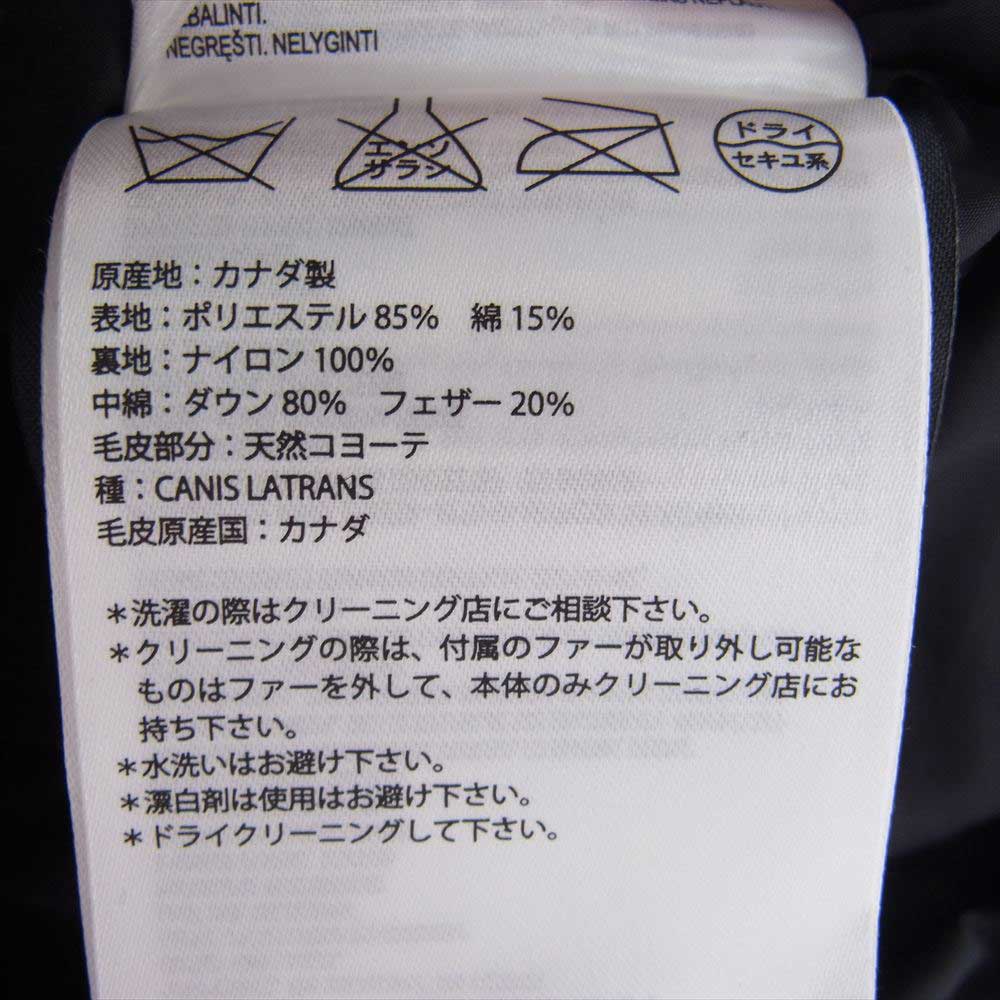 BALINTI.
NEGRĘŠTI. NELYGINTI
エンソ
サラシ
ドライ
セキユ系
原産地：カナダ製
表地：ポリエステル 85%　綿 15%
裏地：ナイロン 100%
中綿：ダウン 80%　フェザー 20%
毛皮部分：天然コヨーテ
種：CANIS LATRANS
毛皮原産国：カナダ
＊洗濯の際はクリーニング店にご相談下さい。
＊クリーニングの際は、付属のファーが取り外し可能な
ものはファーを外して、本体のみクリーニング店にお
持ち下さい。
＊水洗いはお避け下さい。
＊漂白剤は使用はお避け下さい。
＊ドライクリーニングして下さい。